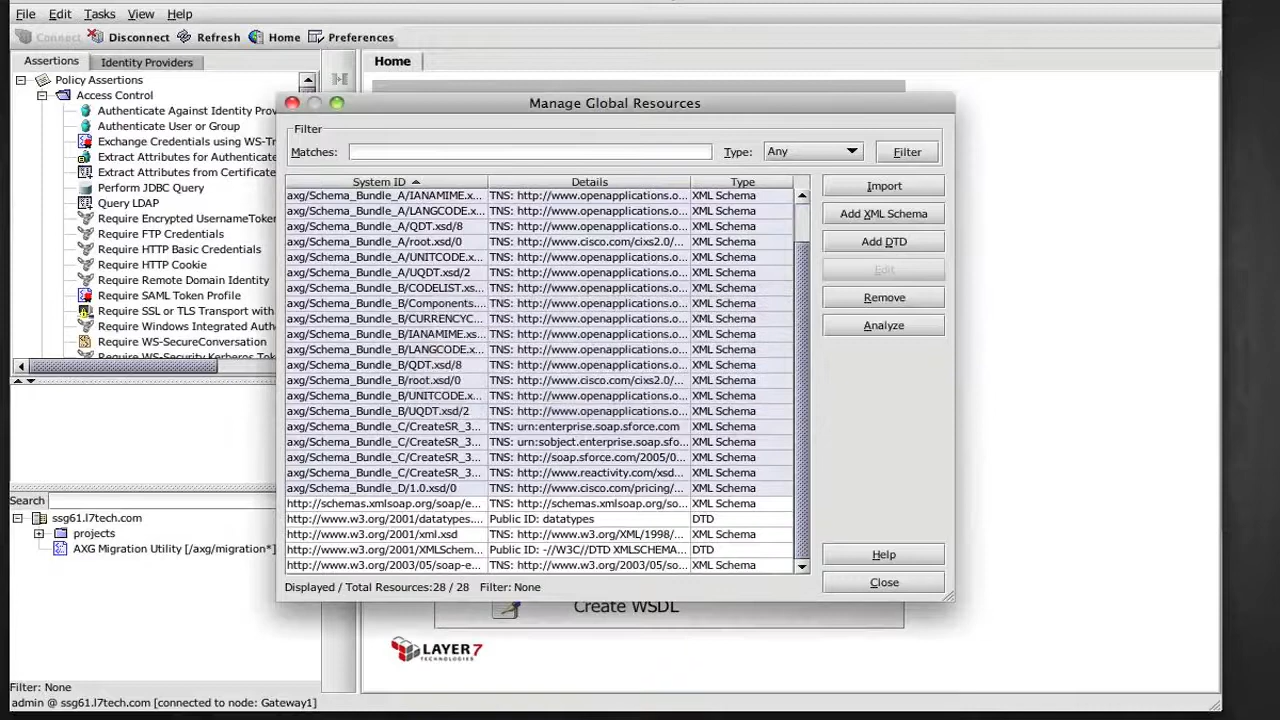 File Edit Tasks View Help
Connect Disconnect Refresh Home Preferences
Assertions Identity Providers
Home
Policy Assertions
Access Control
Authenticate Against Identity Prov
Authenticate User or Group
Exchange Credentials using WS-Tr
Extract Attributes for Authenticate
Extract Attributes from Certificate
Perform JDBC Query
Query LDAP
Require Encrypted UsernameToken
Require FTP Credentials
Require HTTP Basic Credentials
Require HTTP Cookie
Require Remote Domain Identity
Require SAML Token Profile
Require SSL or TLS Transport with
Require Windows Integrated Auth
Require WS-SecureConversation
Require WS-Security Kerberos Tok
Search
ssg61.l7tech.com
projects
AXG Migration Utility [/axg/migration*]
Filter: None
admin @ ssg61.l7tech.com [connected to node: Gateway1]
Manage Global Resources
Filter
Matches: Type: Any Filter
System ID Details Type
axg/Schema_Bundle_A/IANAMIME.x... TNS: http://www.openapplications.o... XML Schema
axg/Schema_Bundle_A/LANGCODE.x... TNS: http://www.openapplications.o... XML Schema
axg/Schema_Bundle_A/QDT.xsd/8 TNS: http://www.openapplications.o... XML Schema
axg/Schema_Bundle_A/root.xsd/0 TNS: http://www.cisco.com/cixs2.0/... XML Schema
axg/Schema_Bundle_A/UNITCODE.x... TNS: http://www.openapplications.o... XML Schema
axg/Schema_Bundle_A/UQDT.xsd/2 TNS: http://www.openapplications.o... XML Schema
axg/Schema_Bundle_B/CODELIST.xs... TNS: http://www.openapplications.o... XML Schema
axg/Schema_Bundle_B/Components.... TNS: http://www.openapplications.o... XML Schema
axg/Schema_Bundle_B/CURRENCYC... TNS: http://www.openapplications.o... XML Schema
axg/Schema_Bundle_B/IANAMIME.xs... TNS: http://www.openapplications.o... XML Schema
axg/Schema_Bundle_B/LANGCODE.x... TNS: http://www.openapplications.o... XML Schema
axg/Schema_Bundle_B/QDT.xsd/8 TNS: http://www.openapplications.o... XML Schema
axg/Schema_Bundle_B/root.xsd/0 TNS: http://www.cisco.com/cixs2.0/... XML Schema
axg/Schema_Bundle_B/UNITCODE.x... TNS: http://www.openapplications.o... XML Schema
axg/Schema_Bundle_B/UQDT.xsd/2 TNS: http://www.openapplications.o... XML Schema
axg/Schema_Bundle_C/CreateSR_3... TNS: urn:enterprise.soap.sforce.com XML Schema
axg/Schema_Bundle_C/CreateSR_3... TNS: urn:sobject.enterprise.soap.sf... XML Schema
axg/Schema_Bundle_C/CreateSR_3... TNS: http://soap.sforce.com/2005/0... XML Schema
axg/Schema_Bundle_C/CreateSR_3... TNS: http://www.reactivity.com/xsd... XML Schema
axg/Schema_Bundle_D/1.0.xsd/0 TNS: http://www.cisco.com/pricing/... XML Schema
http://schemas.xmlsoap.org/soap/e... TNS: http://schemas.xmlsoap.org/so... XML Schema
http://www.w3.org/2001/datatypes.... Public ID: datatypes DTD
http://www.w3.org/2001/xml.xsd TNS: http://www.w3.org/XML/1998/... XML Schema
http://www.w3.org/2001/XMLSchem... Public ID: -//W3C//DTD XMLSCHEMA... DTD
http://www.w3.org/2003/05/soap-e... TNS: http://www.w3.org/2003/05/so... XML Schema
Displayed / Total Resources:28 / 28 Filter: None
Import
Add XML Schema
Add DTD
Edit
Remove
Analyze
Help
Close
Create WSDL
LAYER 7
TECHNOLOGIES